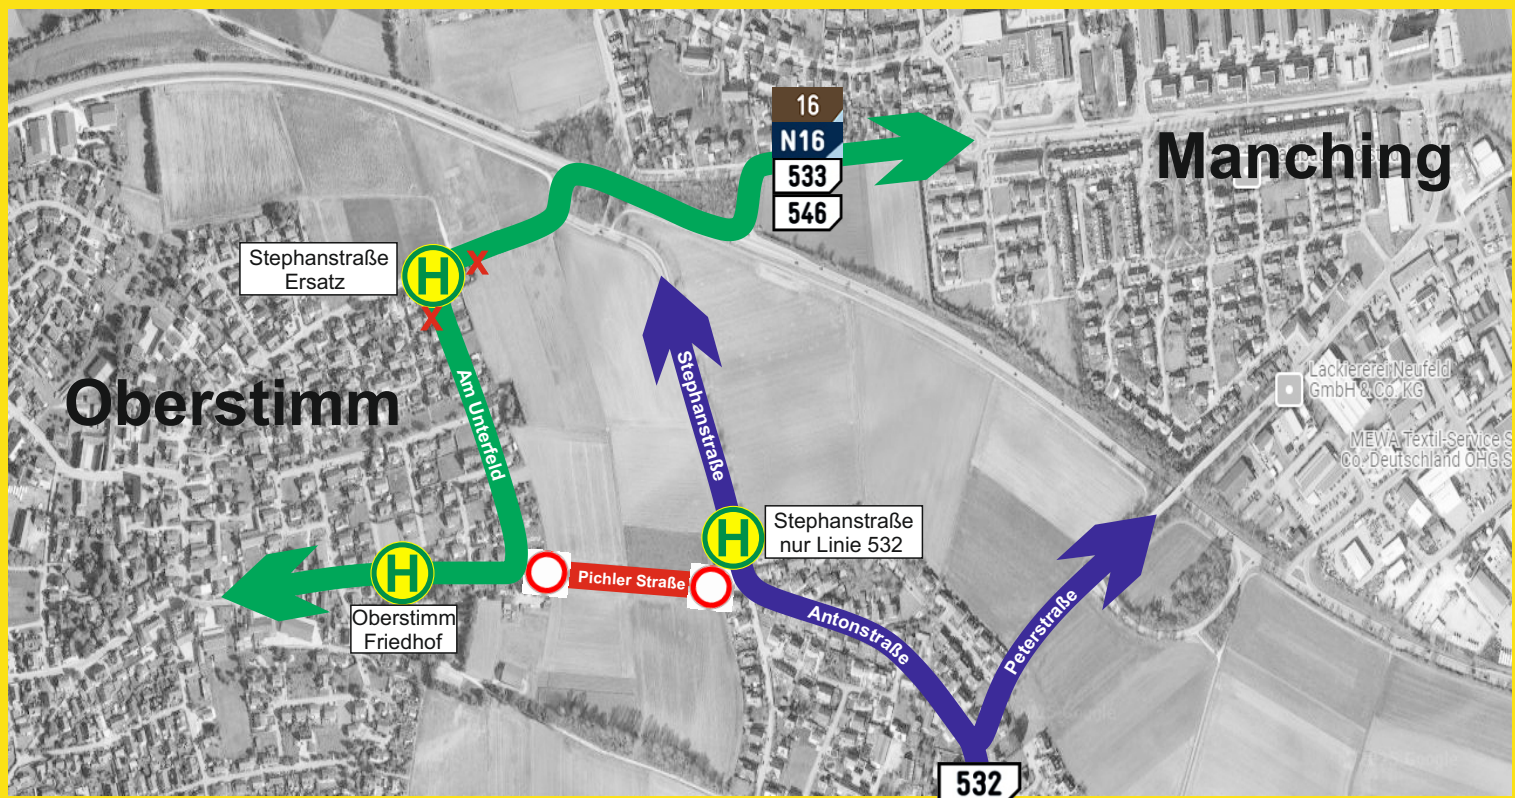 16
N16
533
546
Manching
Stephanstraße
Ersatz
H
X
X
Oberstimm
Am Unterfeld
Stephanstraße
Lackiererei Neufeld
GmbH & Co. KG
MEWA Textil-Service S
Co. Deutschland OHG S
H
Stephanstraße
nur Linie 532
H
Oberstimm
Friedhof
Pichler Straße
Antonstraße
Peterstraße
532